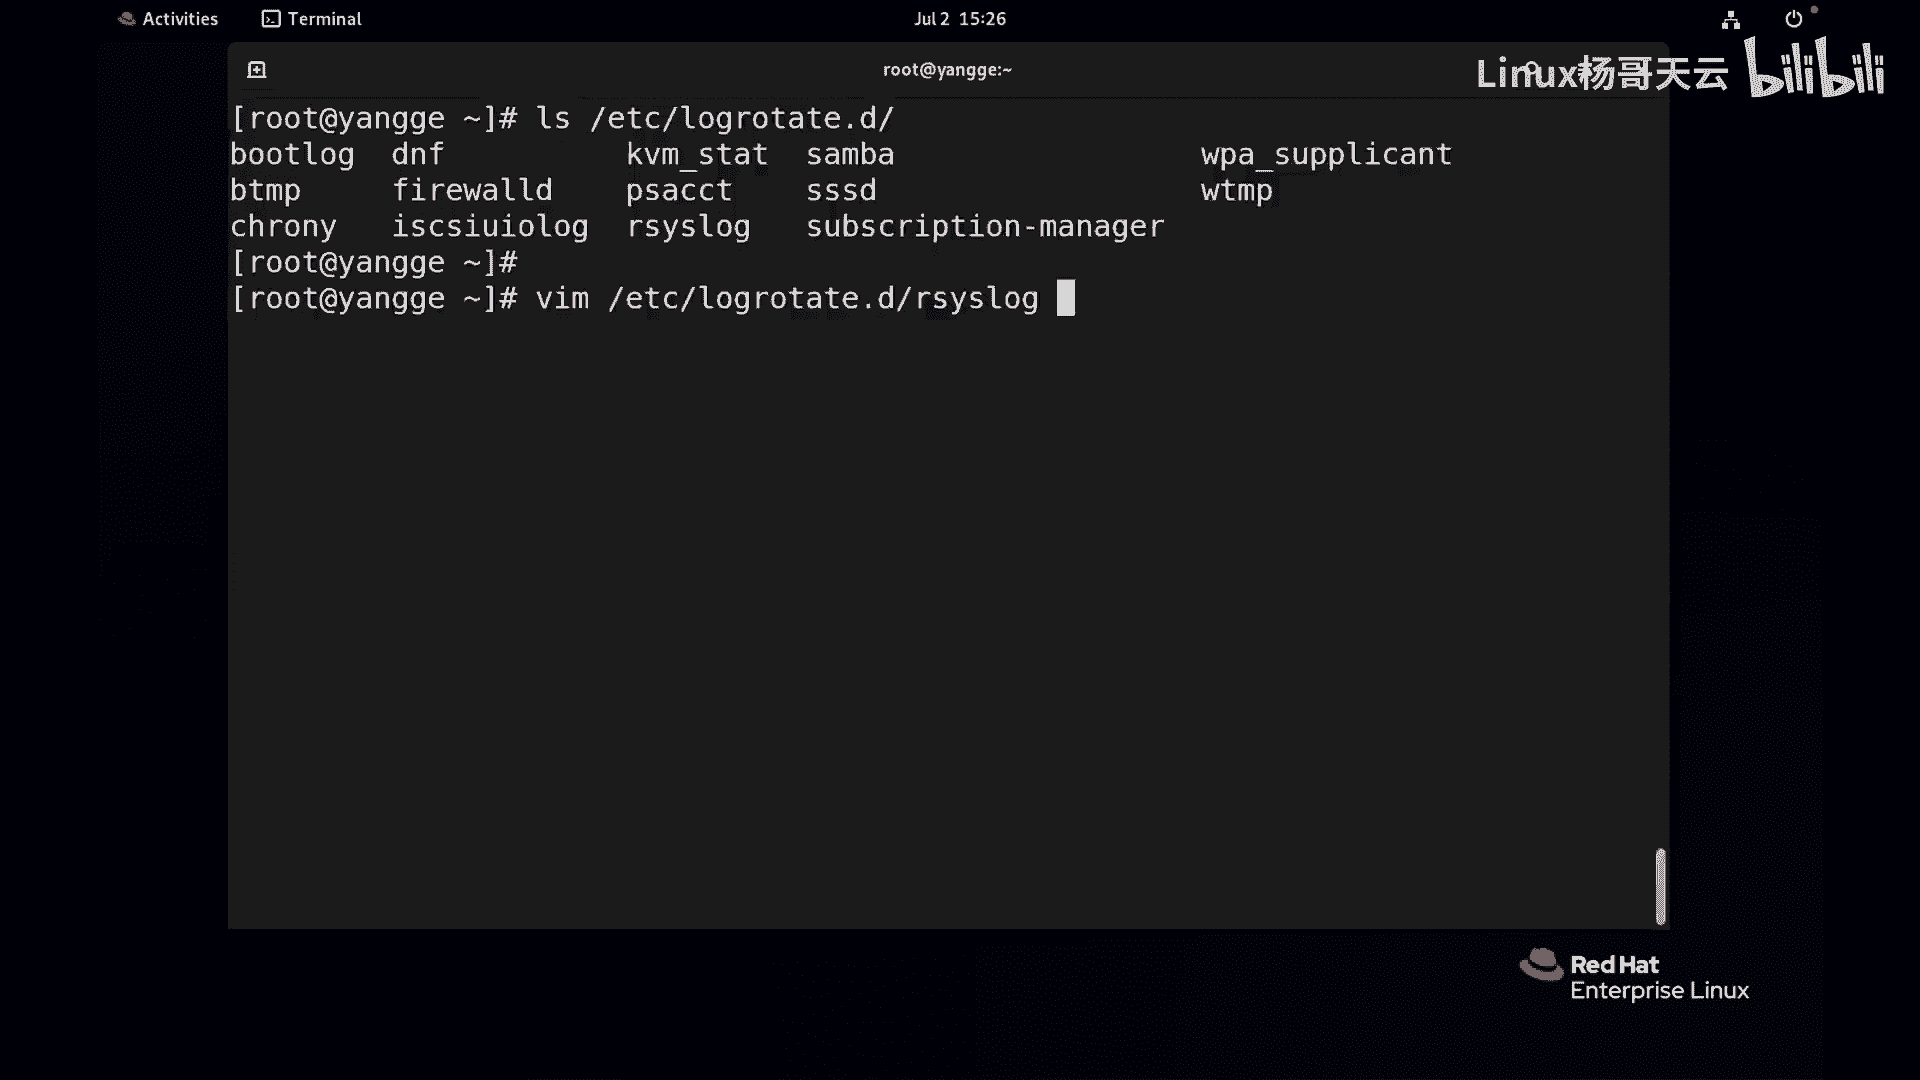 Activities Terminal Jul 2 15:26
root@yangge:~
Linux杨哥天云 bilibili
[root@yangge ~]# ls /etc/logrotate.d/
bootlog dnf kvm_stat samba wpa_supplicant
btmp firewalld psacct sssd wtmp
chrony iscsiuiolog rsyslog subscription-manager
[root@yangge ~]#
[root@yangge ~]# vim /etc/logrotate.d/rsyslog
Red Hat
Enterprise Linux